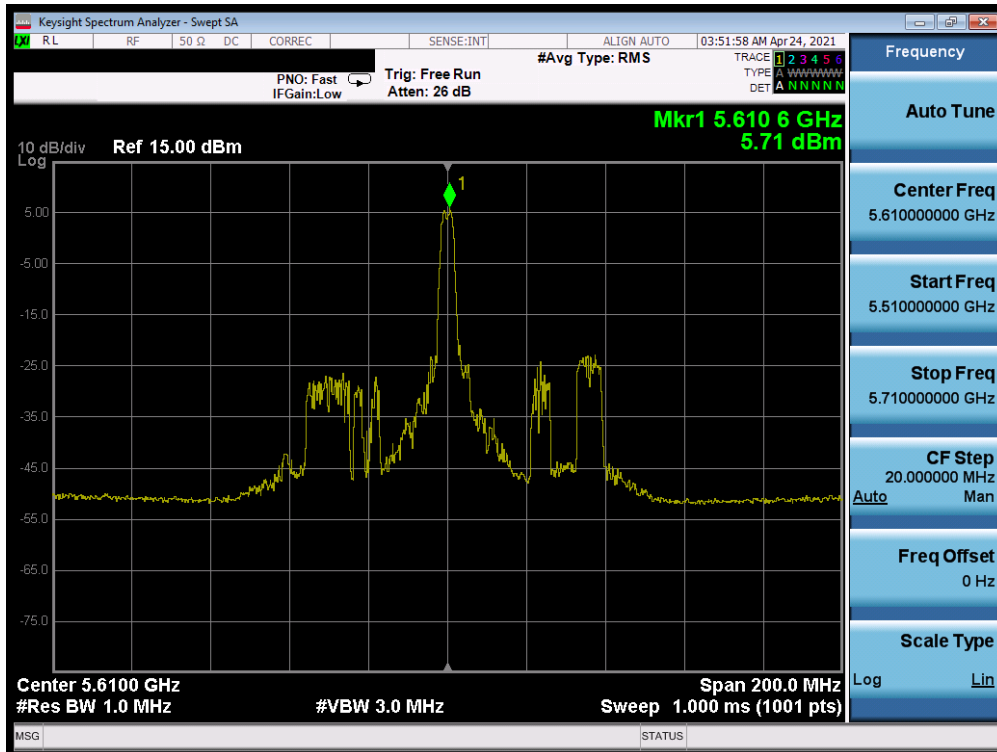 Keysight Spectrum Analyzer - Swept SA
LXI RL RF 50 Ω DC CORREC SENSE:INT ALIGN AUTO 03:51:58 AM Apr 24, 2021
PNO: Fast
IFGain:Low
Trig: Free Run
Atten: 26 dB
#Avg Type: RMS
TRACE 1 2 3 4 5 6
TYPE A WWWWWW
DET A N N N N N
Mkr1 5.610 6 GHz
5.71 dBm
10 dB/div Ref 15.00 dBm
Log
1
5.00
-5.00
-15.0
-25.0
-35.0
-45.0
-55.0
-65.0
-75.0
Center 5.6100 GHz Span 200.0 MHz
#Res BW 1.0 MHz #VBW 3.0 MHz Sweep 1.000 ms (1001 pts)
MSG STATUS
Frequency
Auto Tune
Center Freq
5.610000000 GHz
Start Freq
5.510000000 GHz
Stop Freq
5.710000000 GHz
CF Step
20.000000 MHz
Auto Man
Freq Offset
0 Hz
Scale Type
Log Lin